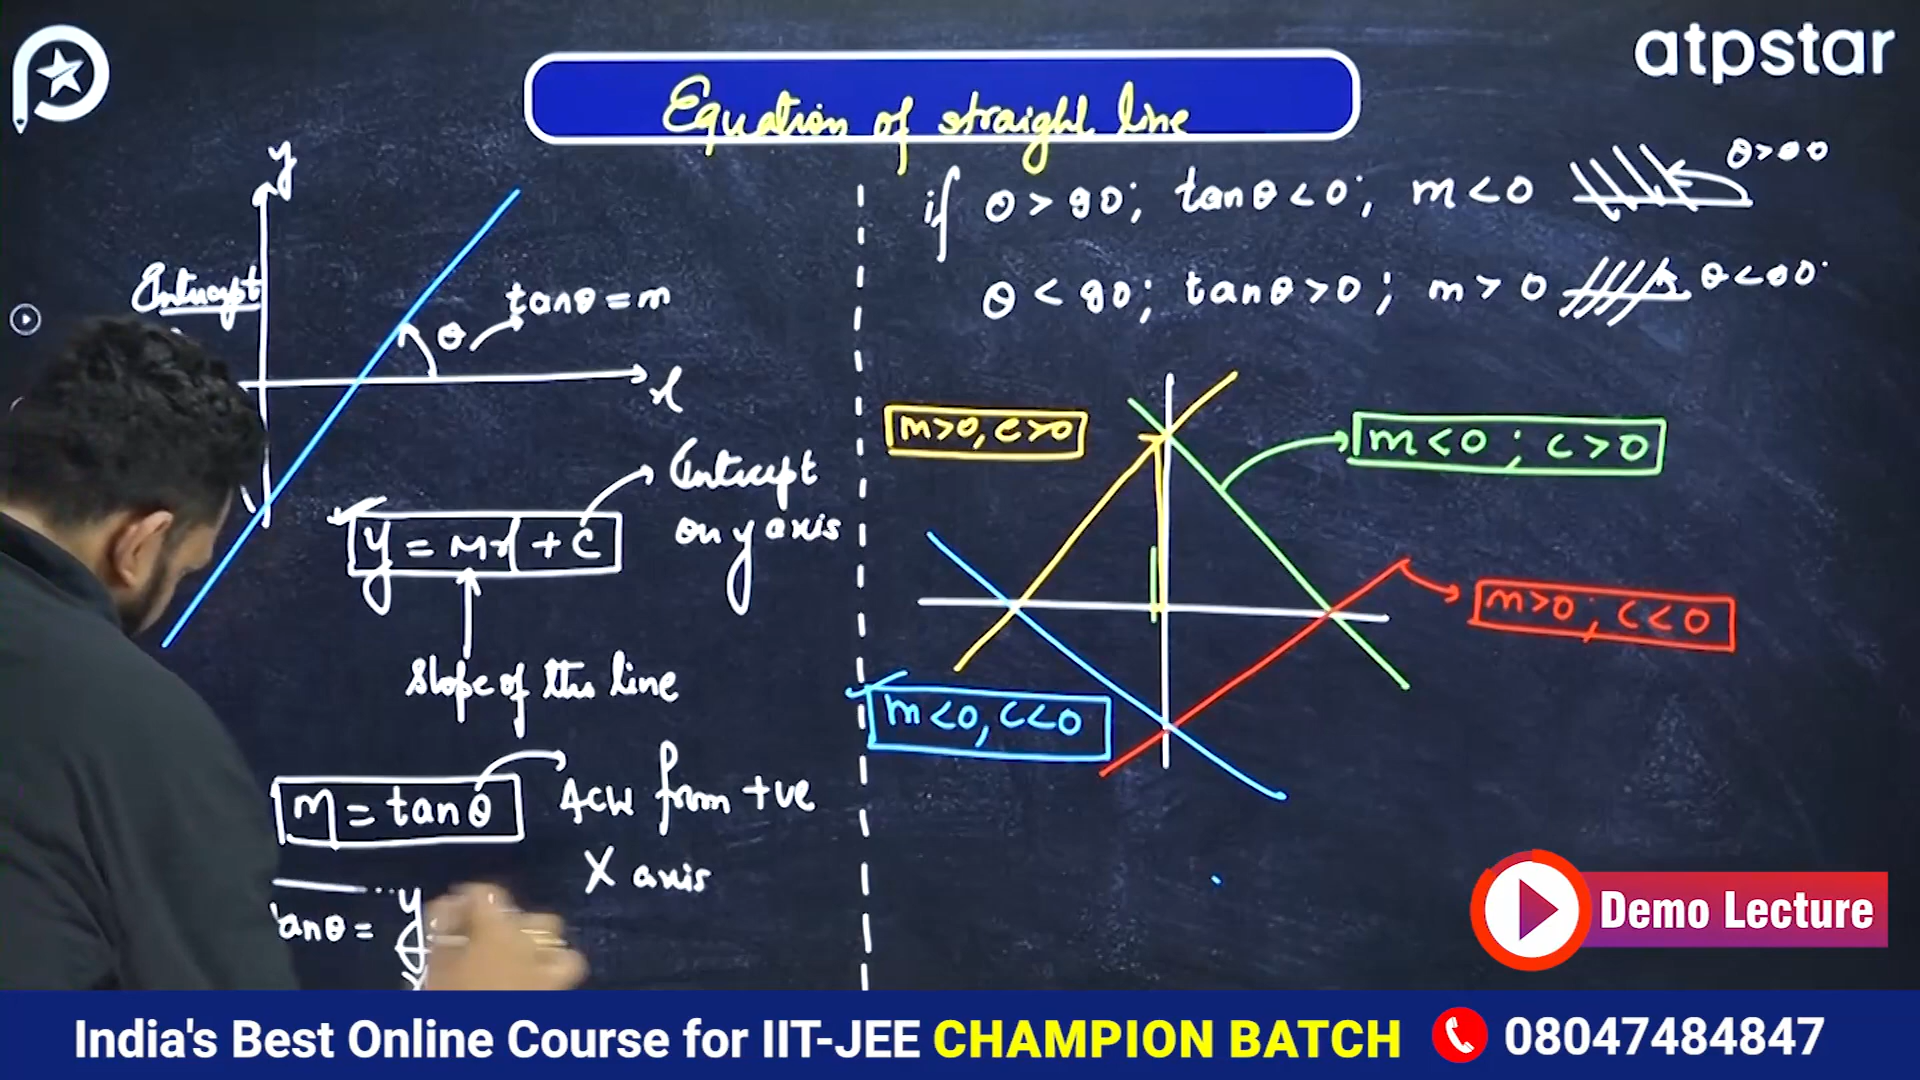 atpstar
Equation of straight line
y
Intercept
θ
tanθ = m
x
y = mx + c
Intercept
on y axis
slope of the line
m = tanθ
ACW from +ve
X axis
tanθ = y
if θ > 90; tanθ < 0; m < 0
θ < 90; tanθ > 0; m > 0
m>0, c>0
m<0 ; c>0
m>0 ; c<0
m<0, c<0
Demo Lecture
India's Best Online Course for IIT-JEE CHAMPION BATCH 08047484847